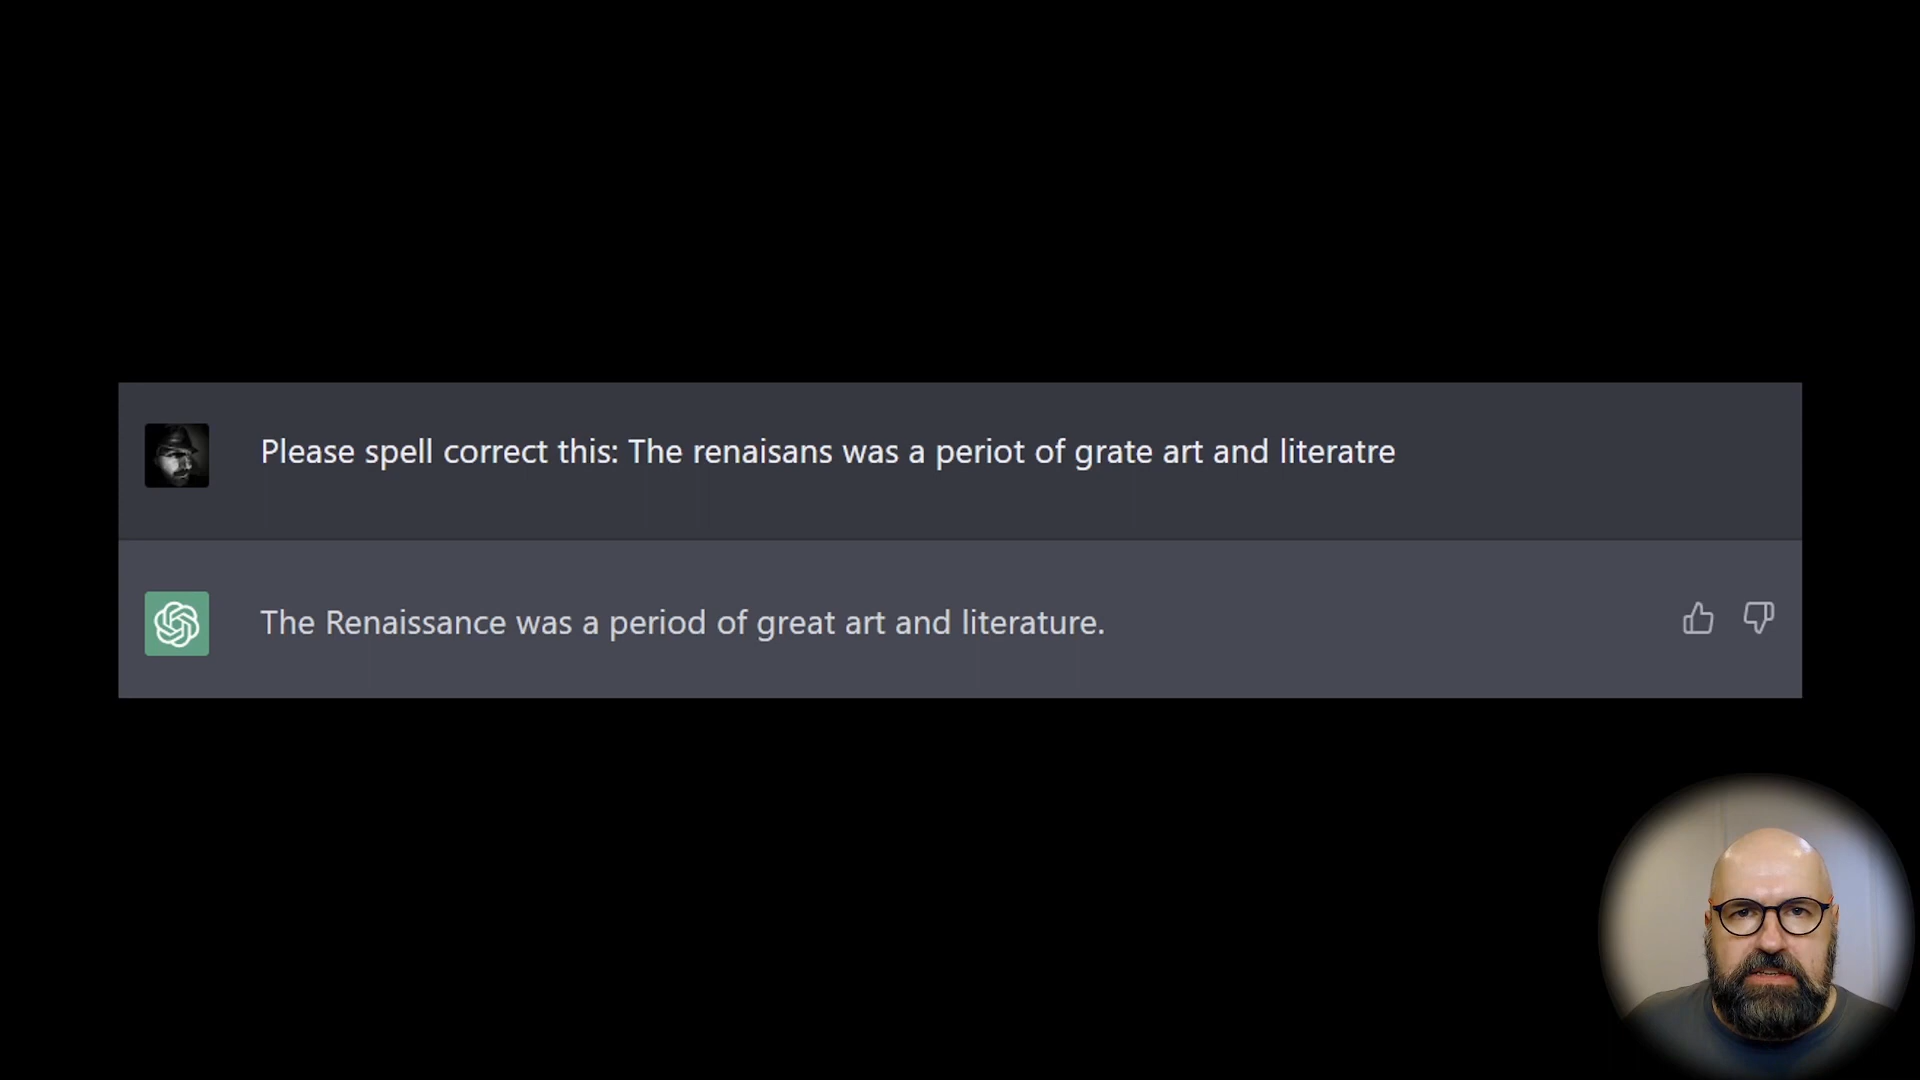 Please spell correct this: The renaisans was a periot of grate art and literatre
The Renaissance was a period of great art and literature.